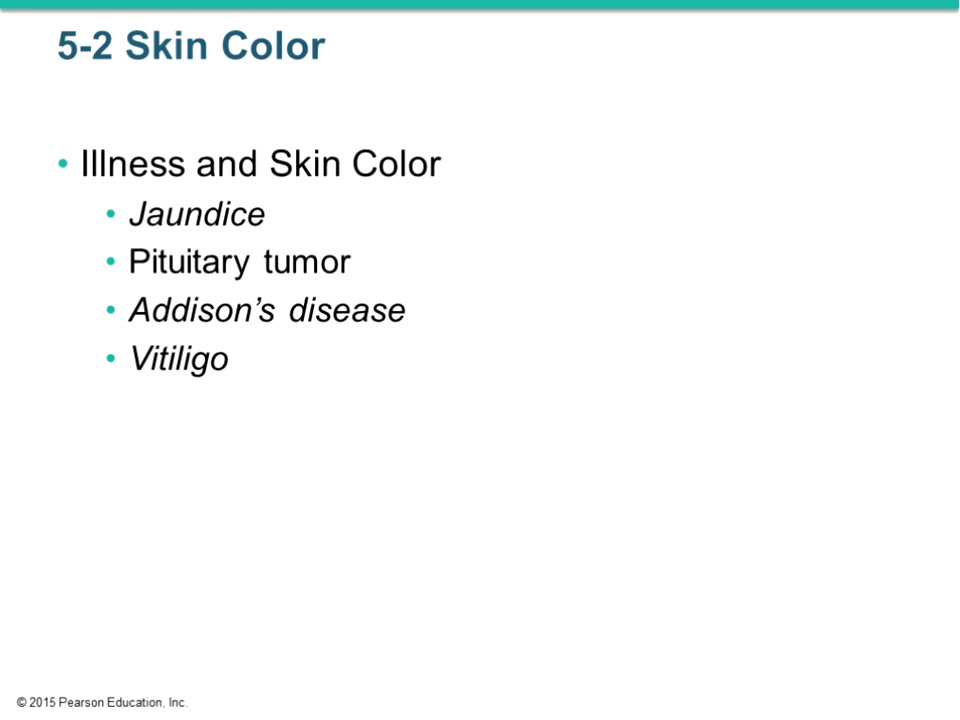 5-2 Skin Color
• Illness and Skin Color
• Jaundice
• Pituitary tumor
• Addison’s disease
• Vitiligo
© 2015 Pearson Education, Inc.